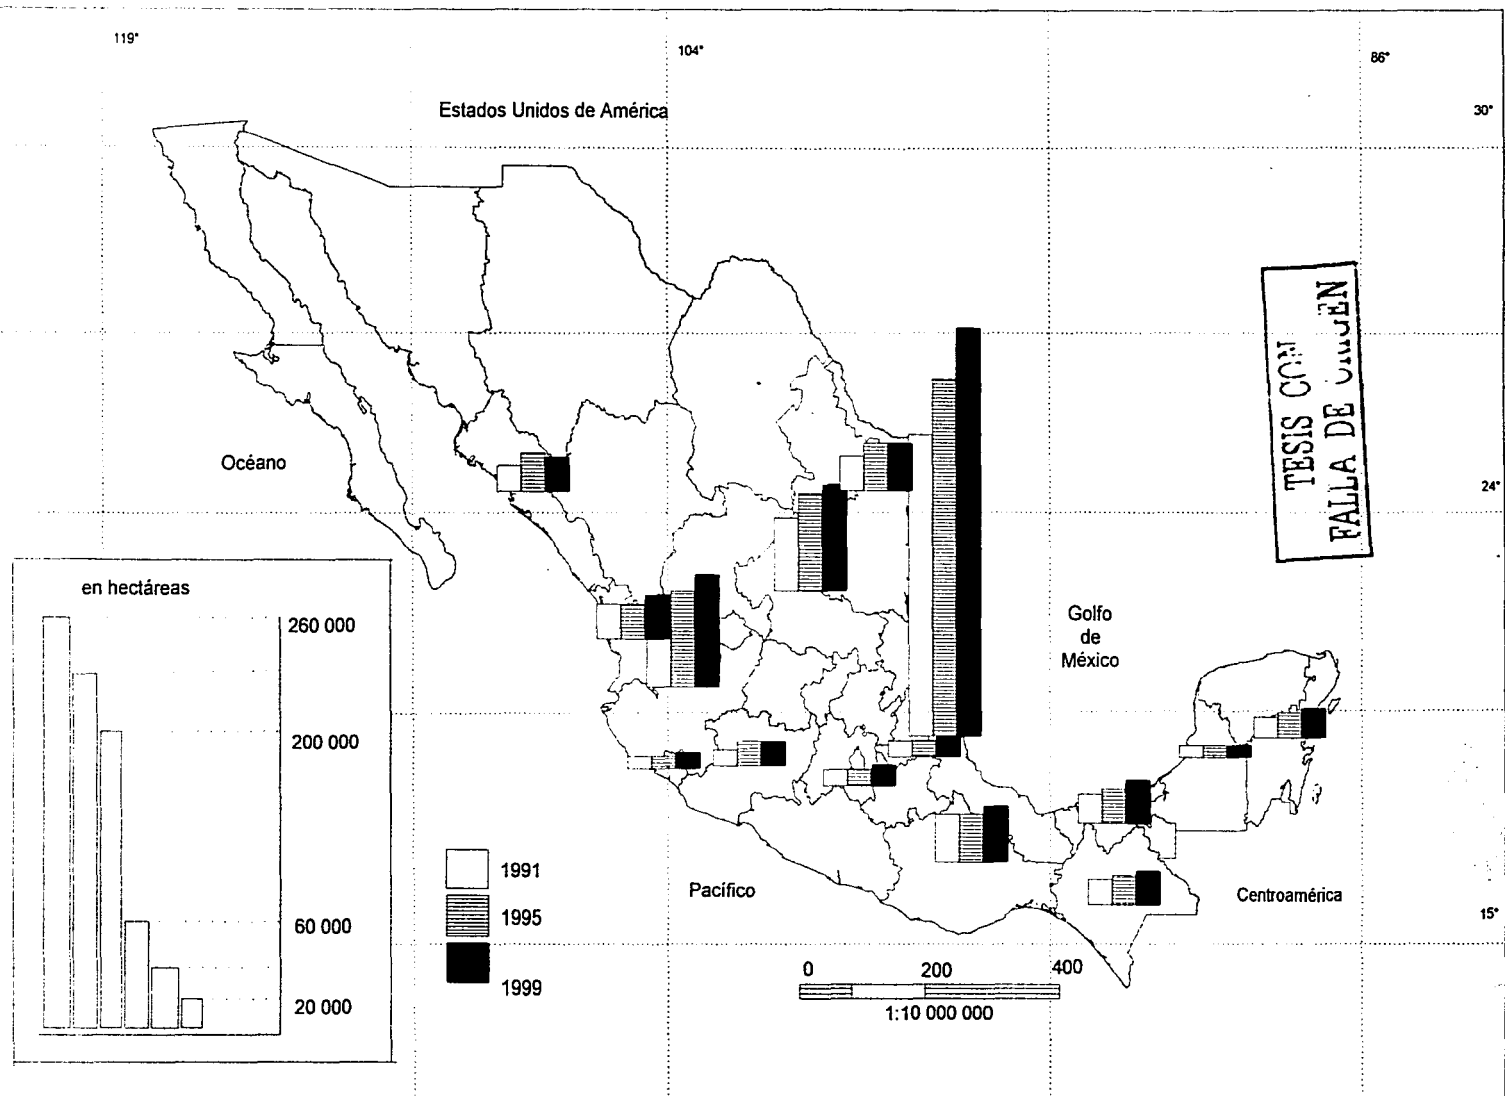 119°
104°
86°
Estados Unidos de América
30°
TESIS CON
FALLA DE ORIGEN
Océano
24°
en hectáreas
260 000
200 000
60 000
20 000
Golfo
de
México
1991
1995
1999
Pacífico
Centroamérica
15°
0 200 400
1:10 000 000